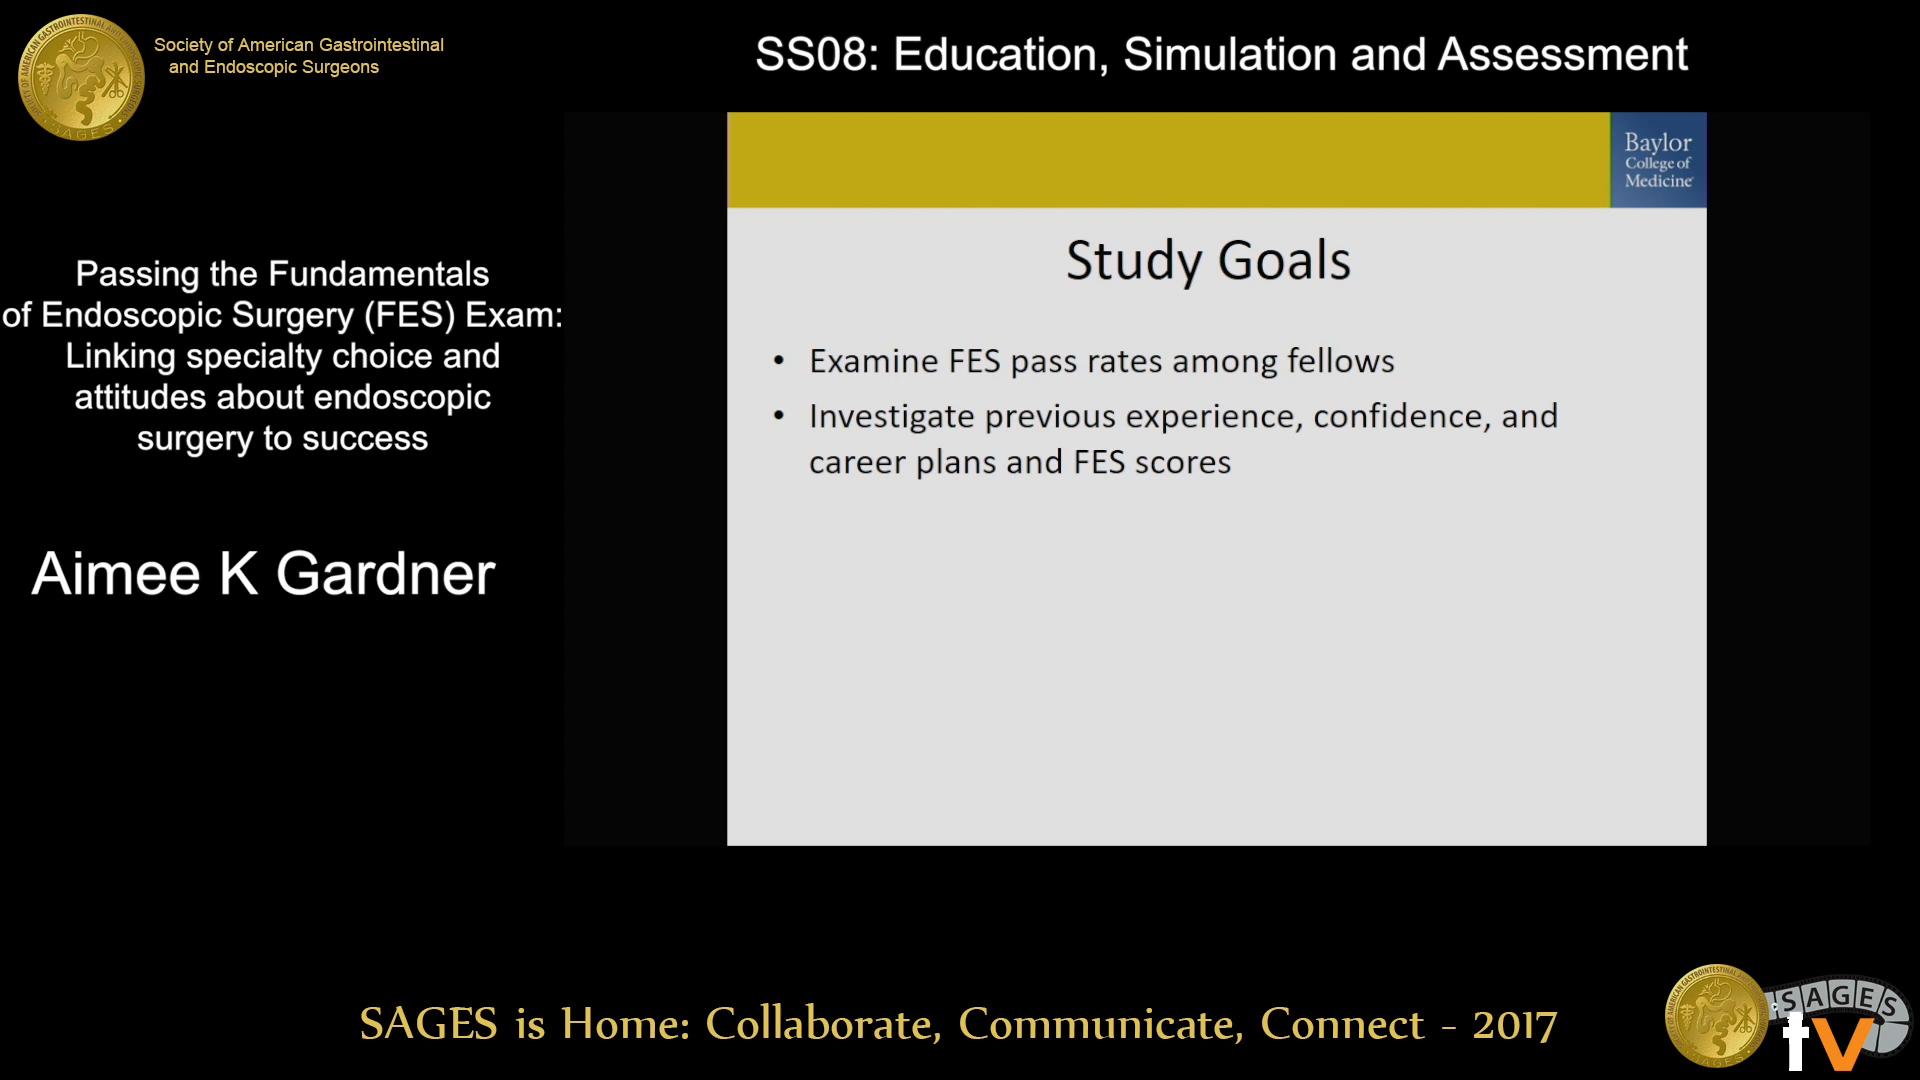 Society of American Gastrointestinal
and Endoscopic Surgeons
SS08: Education, Simulation and Assessment
Baylor
College of
Medicine
Passing the Fundamentals
of Endoscopic Surgery (FES) Exam:
Linking specialty choice and
attitudes about endoscopic
surgery to success
Aimee K Gardner
Study Goals
• Examine FES pass rates among fellows
• Investigate previous experience, confidence, and
career plans and FES scores
SAGES is Home: Collaborate, Communicate, Connect - 2017
SAGES
tv